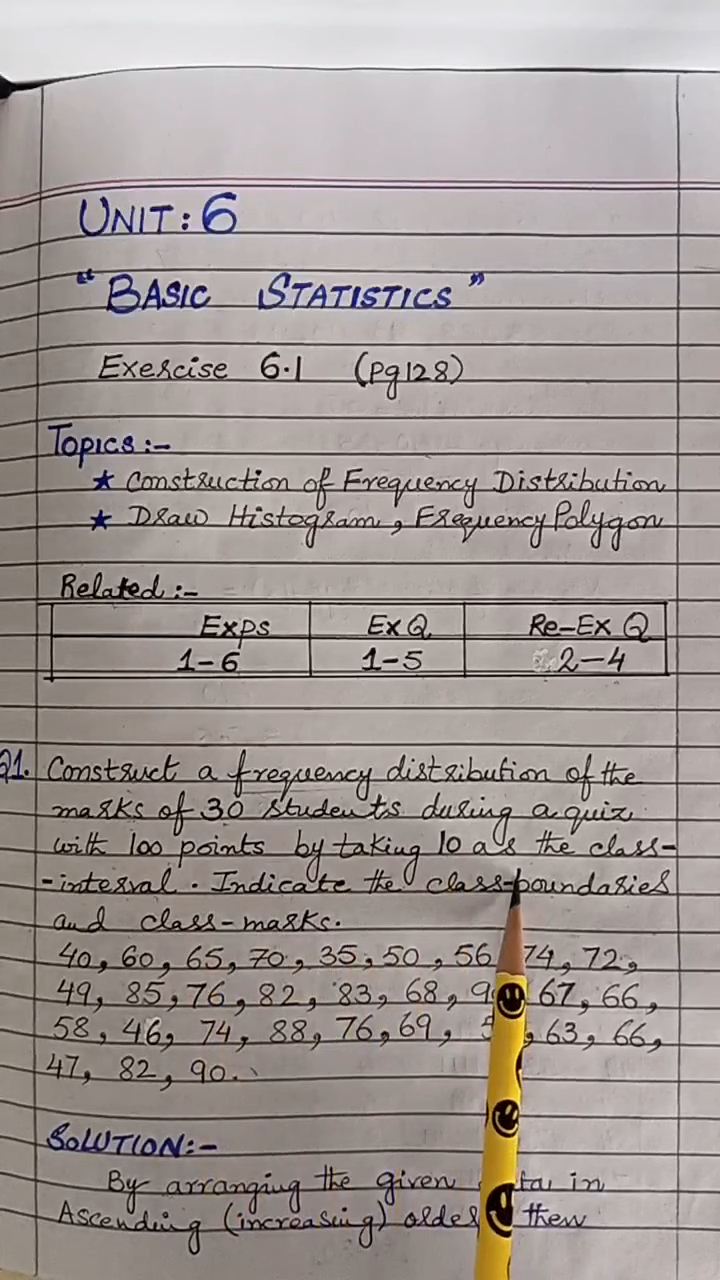 UNIT: 6
"BASIC STATISTICS"
Exercise 6.1 (Pg128)
Topics:-
★ Construction of Frequency Distribution
★ Draw Histogram, Frequency Polygon
Related:-
Exps Ex Q Re-Ex Q
1-6 1-5 2-4
Q1. Construct a frequency distribution of the
marks of 30 students during a quiz
with 100 points by taking 10 as the class-
-interval. Indicate the class-boundaries
and class-marks.
40, 60, 65, 70, 35, 50, 56 74, 72,
49, 85, 76, 82, 83, 68, 67, 66,
58, 46, 74, 88, 76, 69, , 63, 66,
47, 82, 90.
SOLUTION:-
By arranging the given in
Ascending (increasing) order then